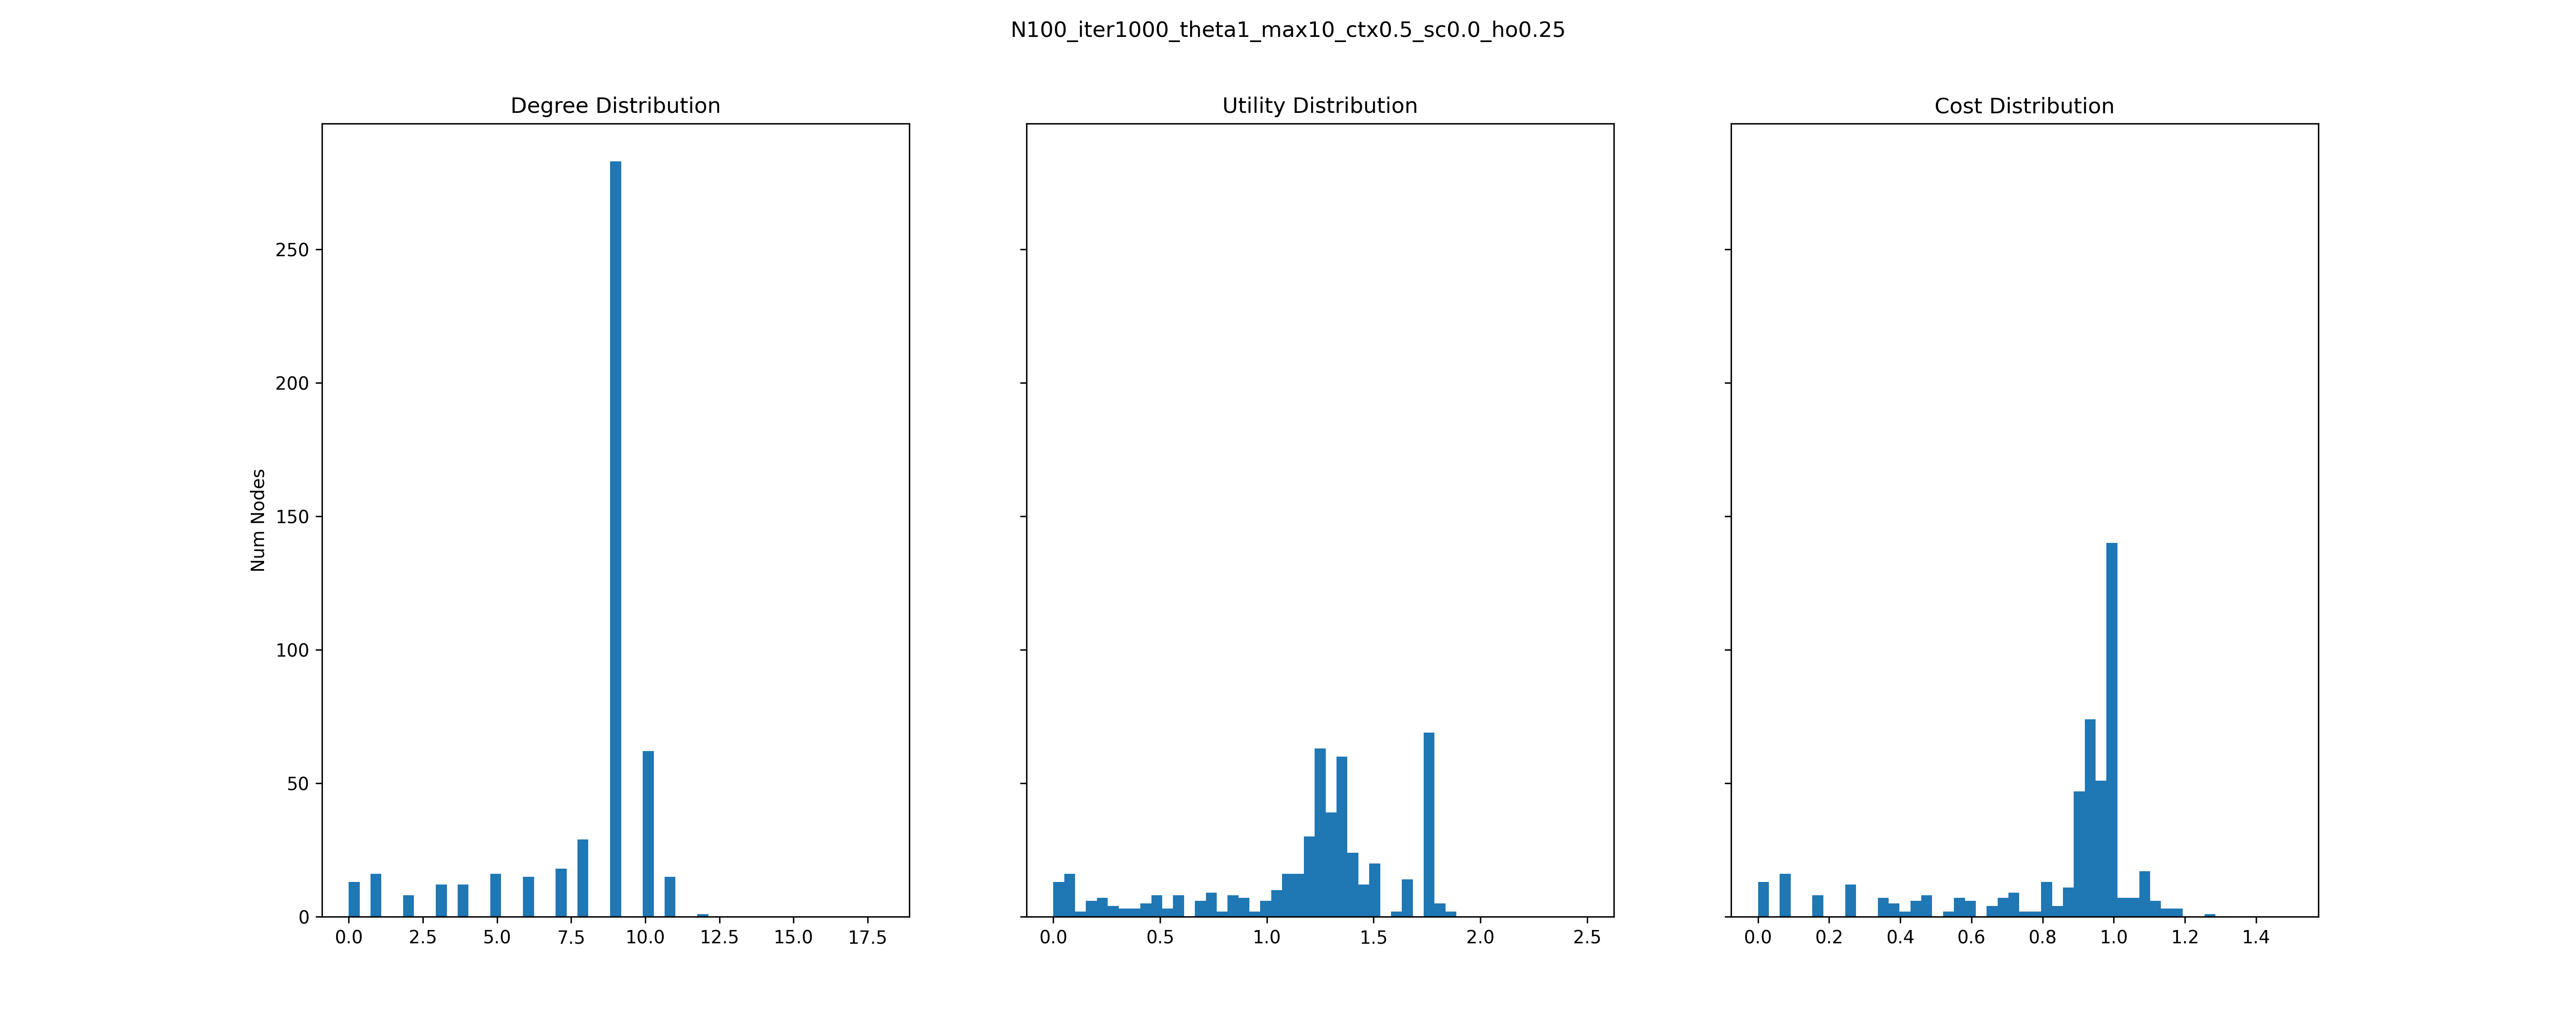 N100_iter1000_theta1_max10_ctx0.5_sc0.0_ho0.25
Degree Distribution
Utility Distribution
Cost Distribution
Num Nodes
250
200
150
100
50
0
0.0 2.5 5.0 7.5 10.0 12.5 15.0 17.5
0.0 0.5 1.0 1.5 2.0 2.5
0.0 0.2 0.4 0.6 0.8 1.0 1.2 1.4